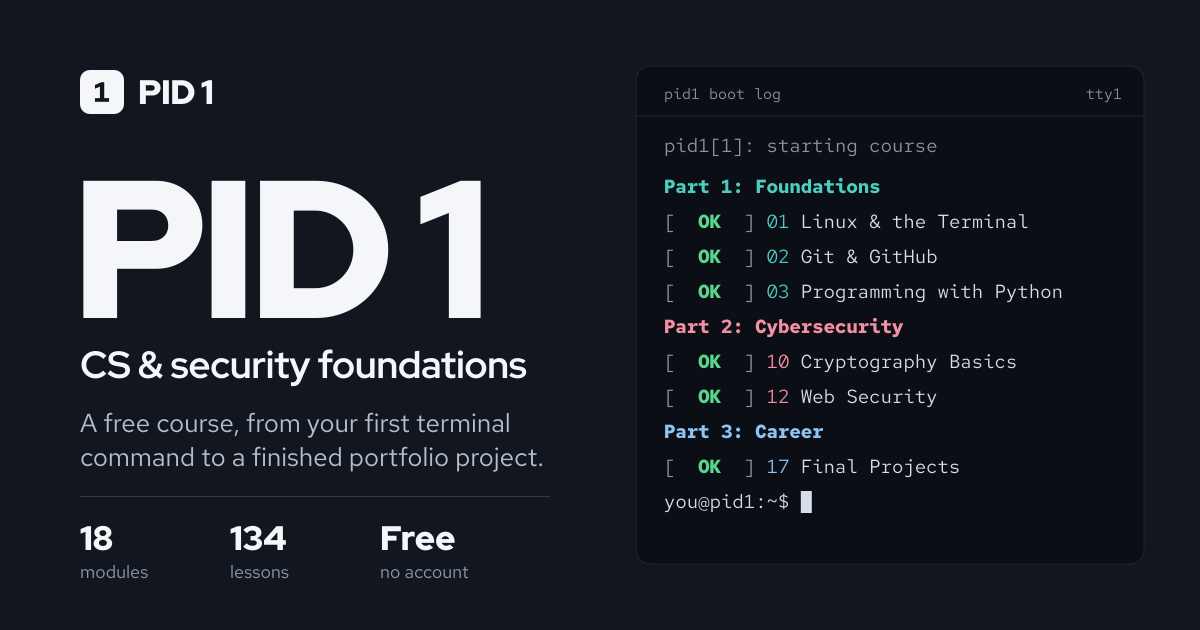 1 PID 1
PID 1
CS & security foundations
A free course, from your first terminal
command to a finished portfolio project.
18 134 Free
modules lessons no account
pid1 boot log tty1
pid1[1]: starting course
Part 1: Foundations
[ OK ] 01 Linux & the Terminal
[ OK ] 02 Git & GitHub
[ OK ] 03 Programming with Python
Part 2: Cybersecurity
[ OK ] 10 Cryptography Basics
[ OK ] 12 Web Security
Part 3: Career
[ OK ] 17 Final Projects
you@pid1:~$